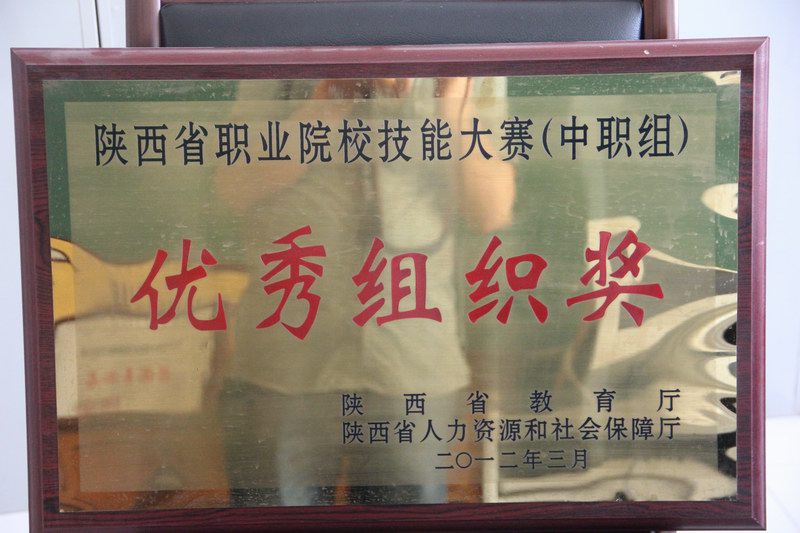 陕西省职业院校技能大赛(中职组)
优秀组织奖
陕西省教育厅
陕西省人力资源和社会保障厅
二〇一二年三月